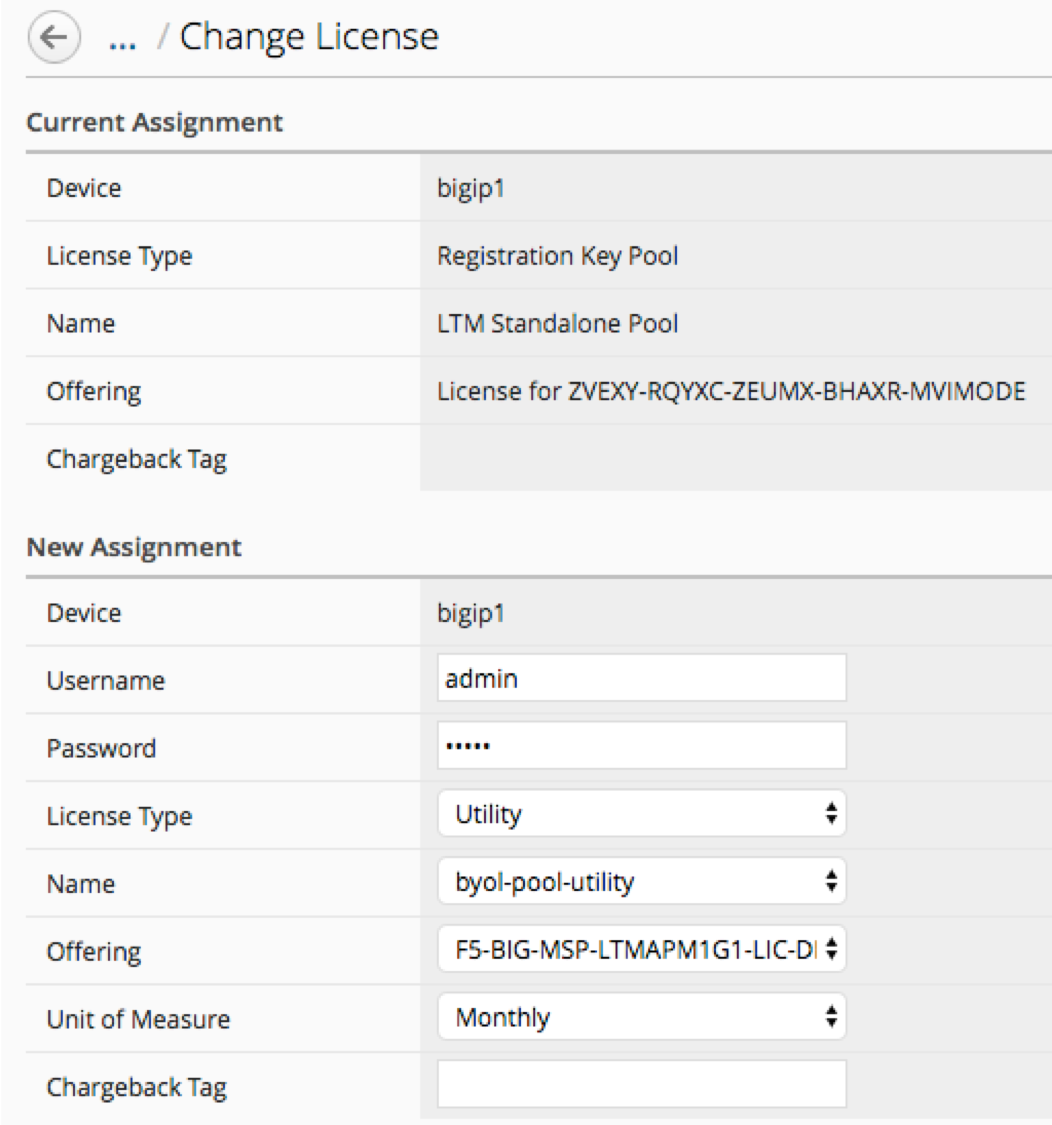 ... / Change License
Current Assignment
Device bigip1
License Type Registration Key Pool
Name LTM Standalone Pool
Offering License for ZVEXY-RQYXC-ZEUMX-BHAXR-MVIMODE
Chargeback Tag
New Assignment
Device bigip1
Username admin
Password •••••
License Type Utility
Name byol-pool-utility
Offering F5-BIG-MSP-LTMAPM1G1-LIC-D
Unit of Measure Monthly
Chargeback Tag